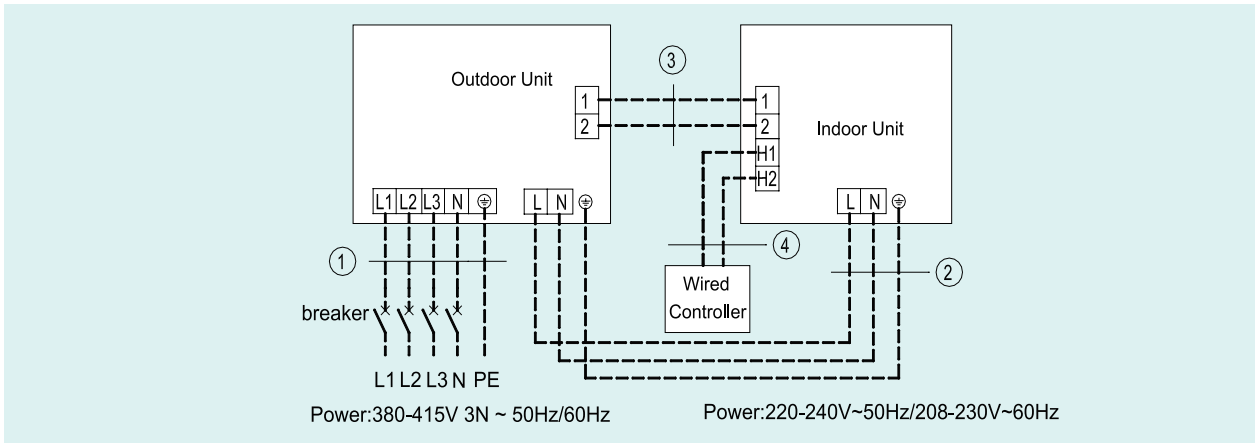 Outdoor Unit
1
2
L1 L2 L3 N
L N
3
1
2
H1
H2
Indoor Unit
L N
1
4
2
Wired
Controller
breaker
L1 L2 L3 N PE
Power:380-415V 3N ~ 50Hz/60Hz
Power:220-240V~50Hz/208-230V~60Hz